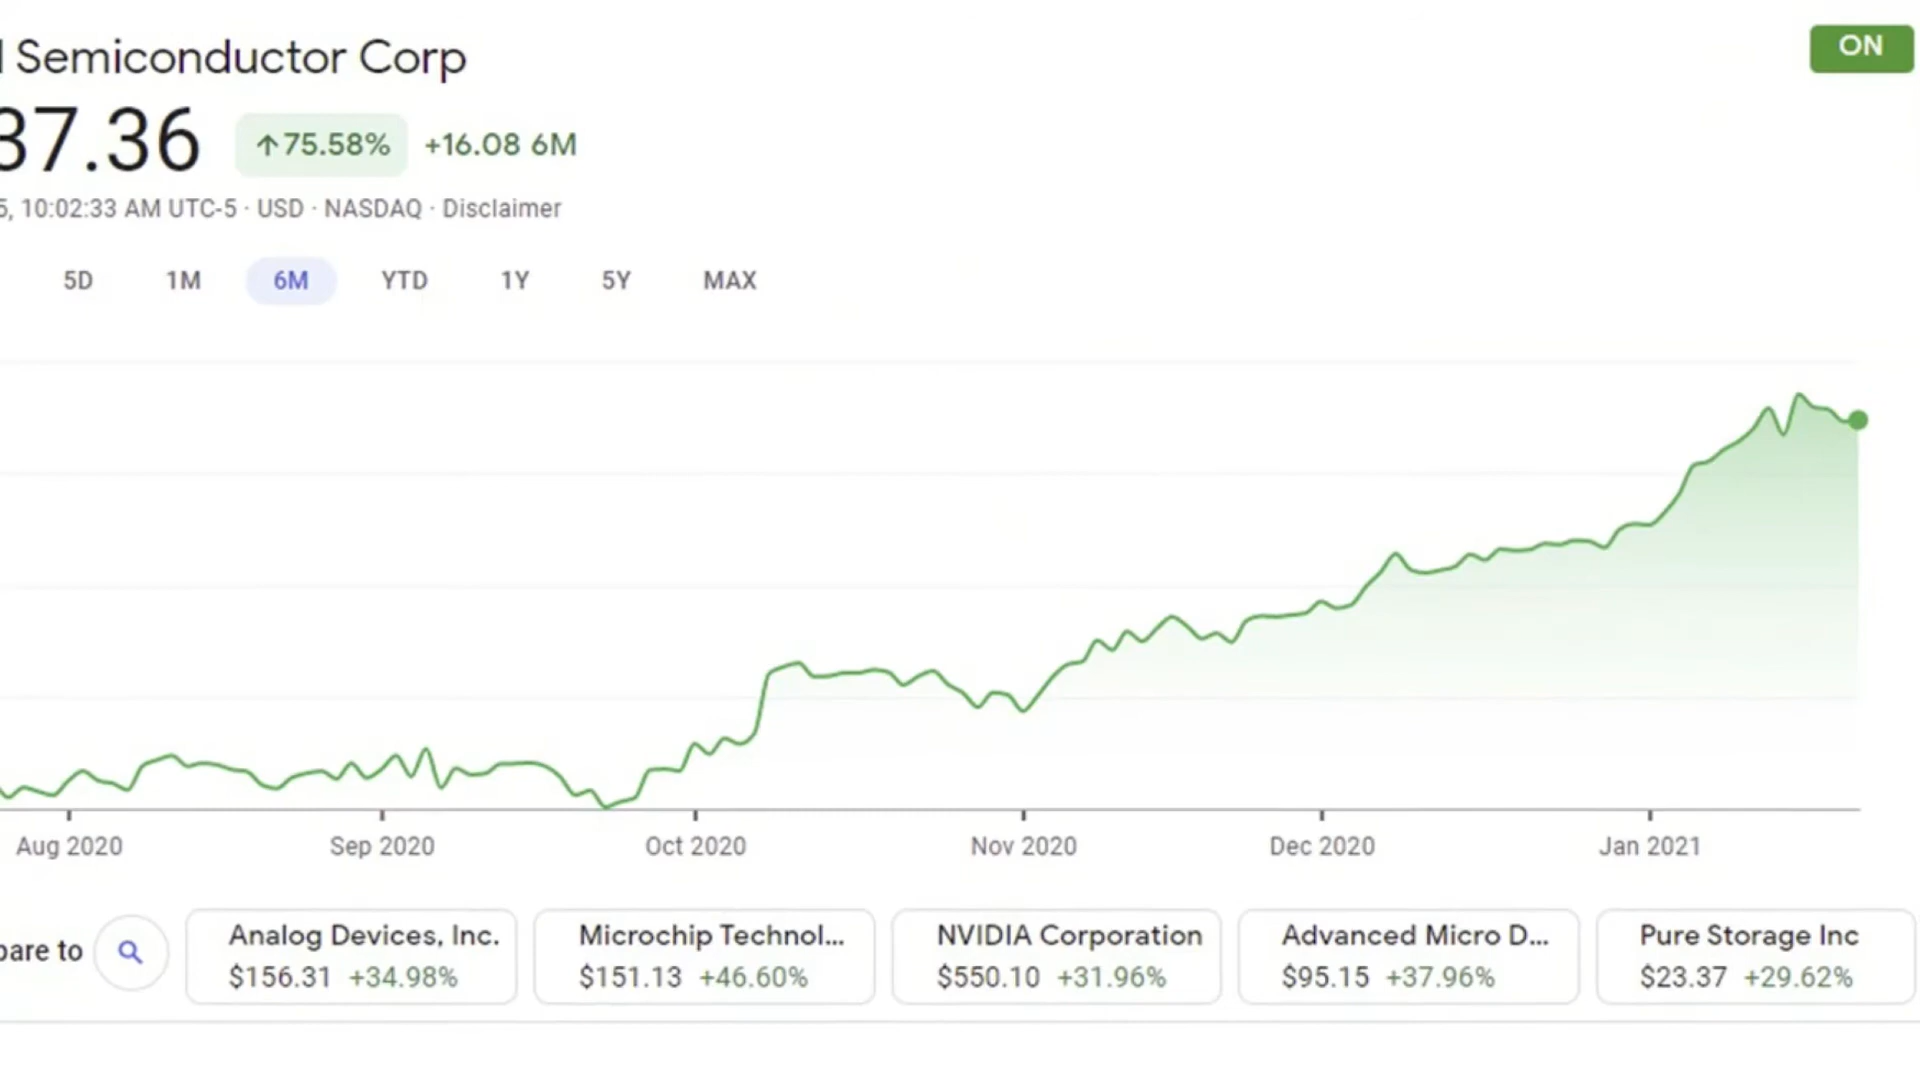 Semiconductor Corp
ON
37.36 ↑75.58% +16.08 6M
5, 10:02:33 AM UTC-5 · USD · NASDAQ · Disclaimer
5D 1M 6M YTD 1Y 5Y MAX
Aug 2020 Sep 2020 Oct 2020 Nov 2020 Dec 2020 Jan 2021
pare to
Analog Devices, Inc.
$156.31 +34.98%
Microchip Technol...
$151.13 +46.60%
NVIDIA Corporation
$550.10 +31.96%
Advanced Micro D...
$95.15 +37.96%
Pure Storage Inc
$23.37 +29.62%